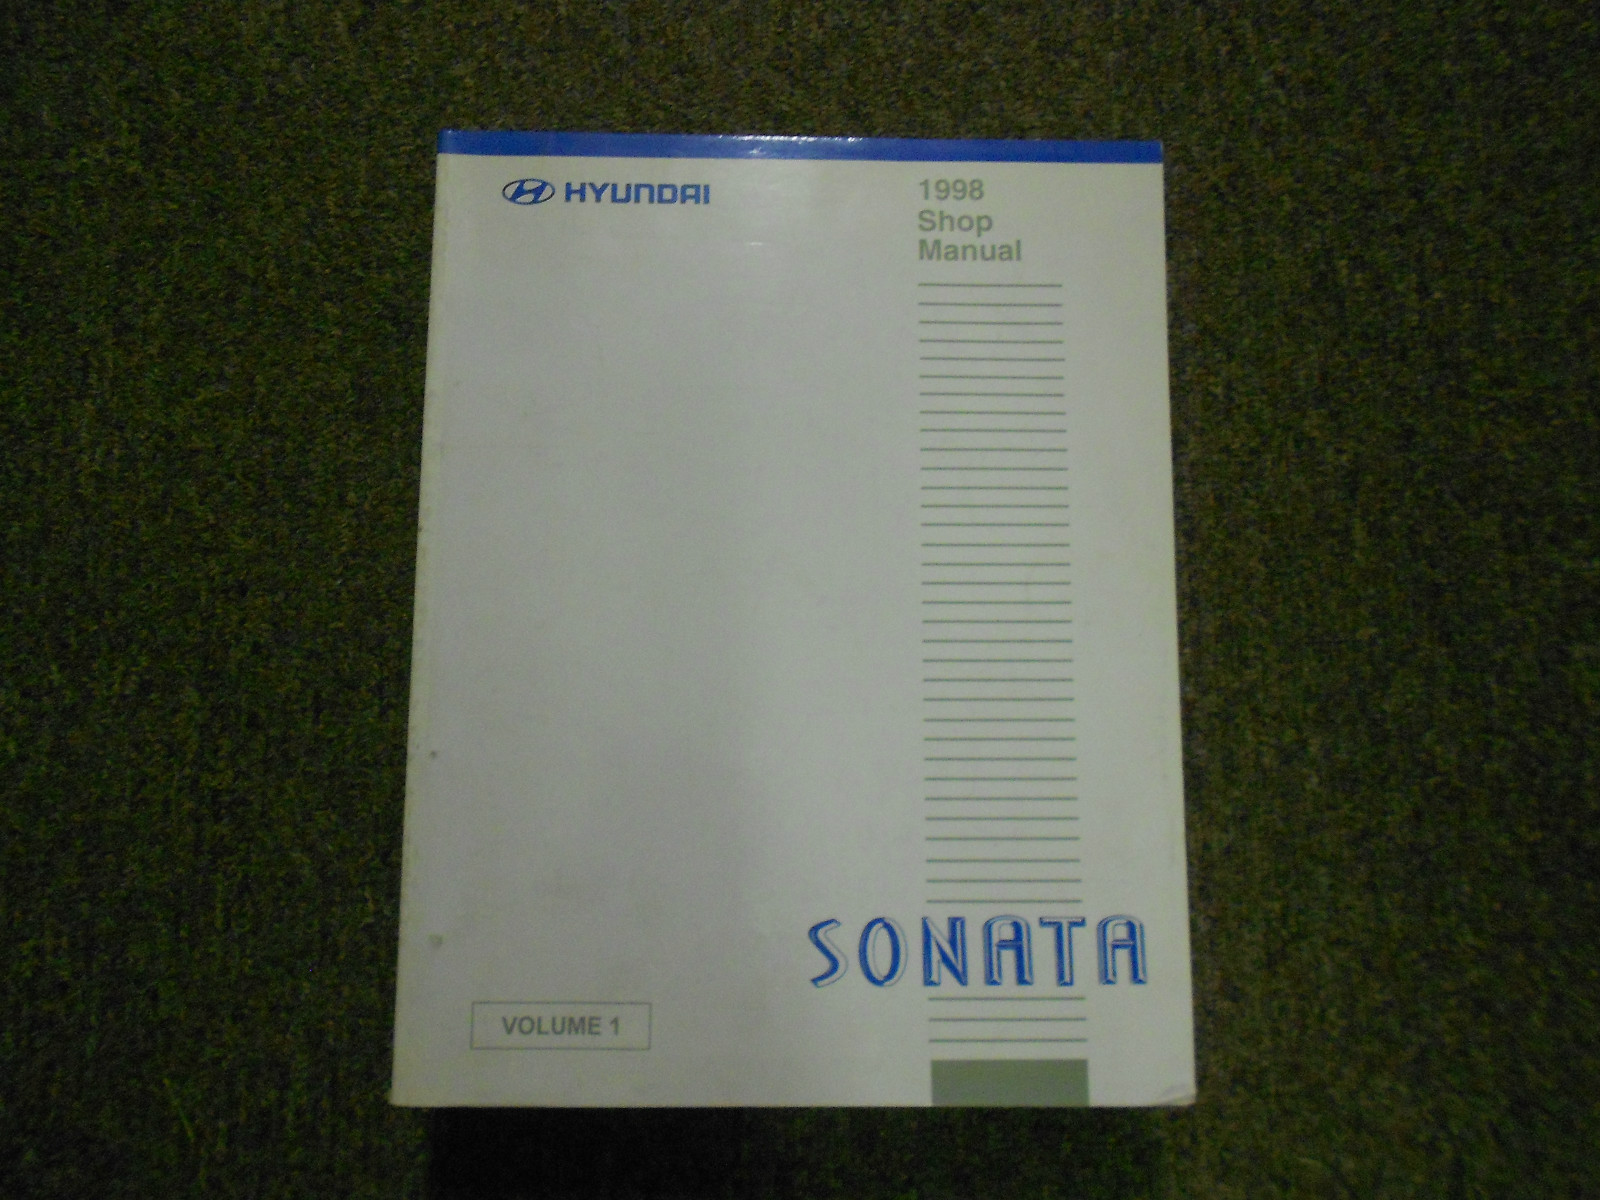 HYUNDAI
1998
Shop
Manual
SONATA
VOLUME 1